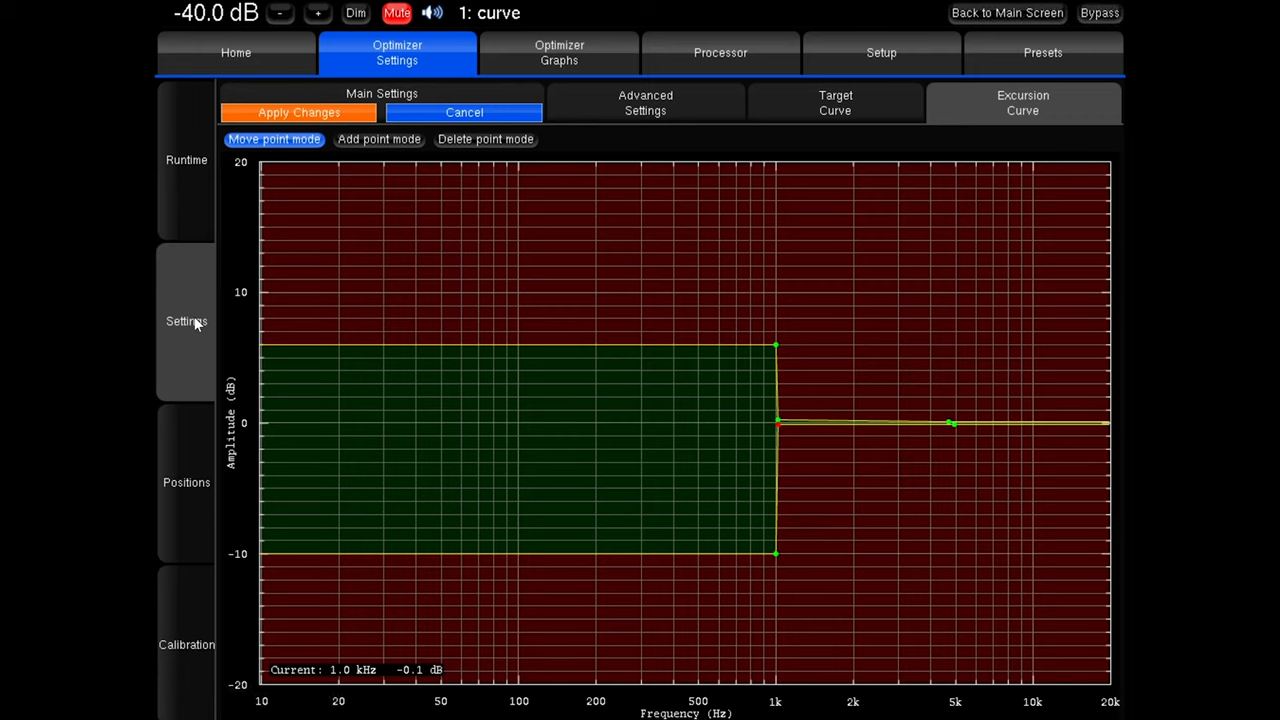 -40.0 dB - + Dim Mute 1: curve Back to Main Screen Bypass
Home Optimizer Settings Optimizer Graphs Processor Setup Presets
Main Settings
Apply Changes Cancel
Advanced Settings
Target Curve
Excursion Curve
Move point mode Add point mode Delete point mode
Runtime
Settings
Positions
Calibration
20
10
0
-10
-20
Amplitude (dB)
Current: 1.0 kHz -0.1 dB
10 20 50 100 200 500 1k 2k 5k 10k 20k
Frequency (Hz)